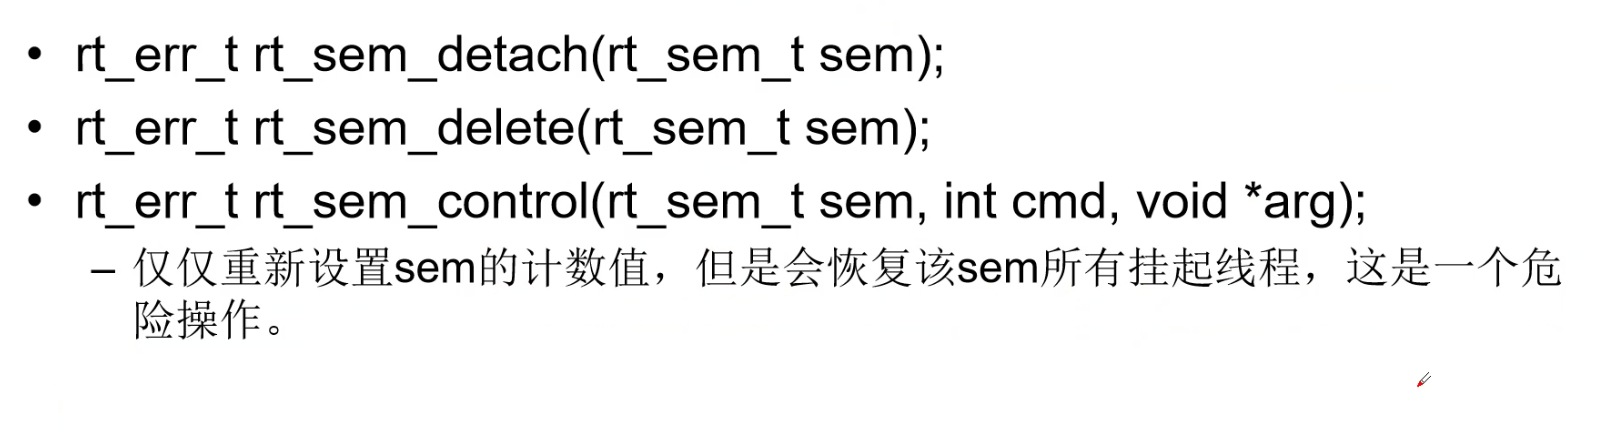 • rt_err_t rt_sem_detach(rt_sem_t sem);
• rt_err_t rt_sem_delete(rt_sem_t sem);
• rt_err_t rt_sem_control(rt_sem_t sem, int cmd, void *arg);
– 仅仅重新设置sem的计数值，但是会恢复该sem所有挂起线程，这是一个危
险操作。